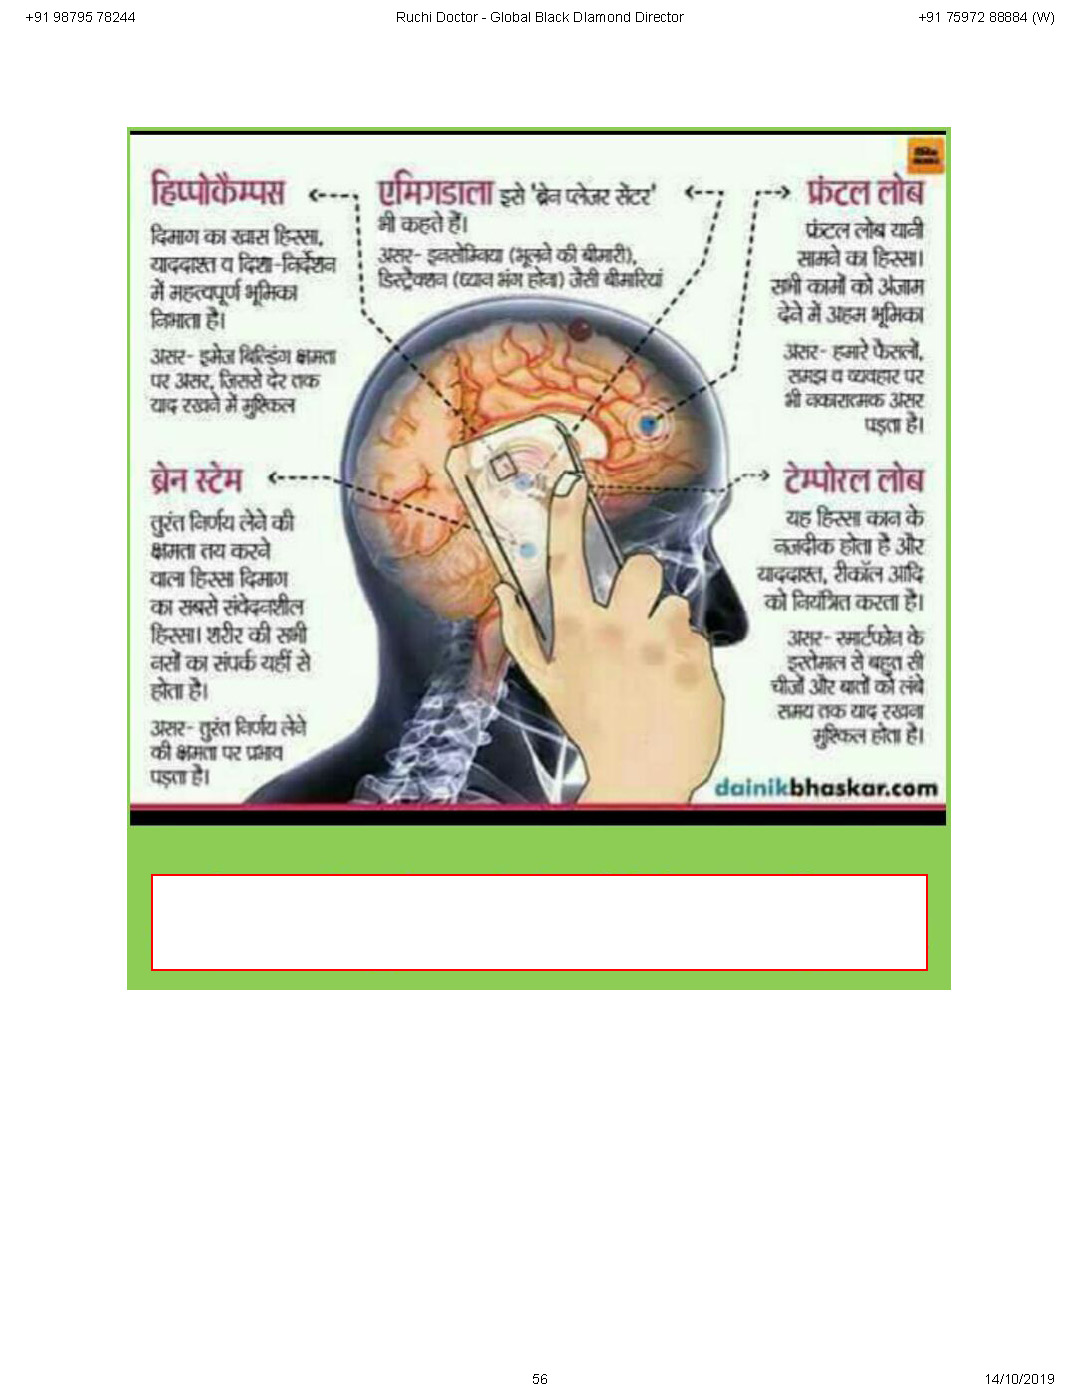 +91 98795 78244
Ruchi Doctor - Global Black DIamond Director
+91 75972 88884 (W)
हिप्पोकैम्पस
दिमाग का खास हिस्सा,
याददाश्त व दिशा-निर्देशन
में महत्वपूर्ण भूमिका
निभाता है।
असर- इमेज बिल्डिंग क्षमता
पर असर, जिससे देर तक
याद रखने में मुश्किल
एमिगडाला इसे 'ब्रेन प्लेजर सेंटर'
भी कहते हैं।
असर- इनसोम्निया (भूलने की बीमारी),
डिस्ट्रैक्शन (ध्यान भंग होना) जैसी बीमारियां
फ्रंटल लोब
फ्रंटल लोब यानी
सामने का हिस्सा।
सभी कामों को अंजाम
देने में अहम भूमिका
असर- हमारे फैसलों,
समझ व व्यवहार पर
भी नकारात्मक असर
पड़ता है।
ब्रेन स्टेम
तुरंत निर्णय लेने की
क्षमता तय करने
वाला हिस्सा दिमाग
का सबसे संवेदनशील
हिस्सा। शरीर की सभी
नसों का संपर्क यहीं से
होता है।
असर- तुरंत निर्णय लेने
की क्षमता पर प्रभाव
पड़ता है।
टेम्पोरल लोब
यह हिस्सा कान के
नजदीक होता है और
याददाश्त, रीकॉल आदि
को नियंत्रित करता है।
असर- स्मार्टफोन के
इस्तेमाल से बहुत सी
चीजों और बातों को लंबे
समय तक याद रखना
मुश्किल होता है।
dainikbhaskar.com
56
14/10/2019